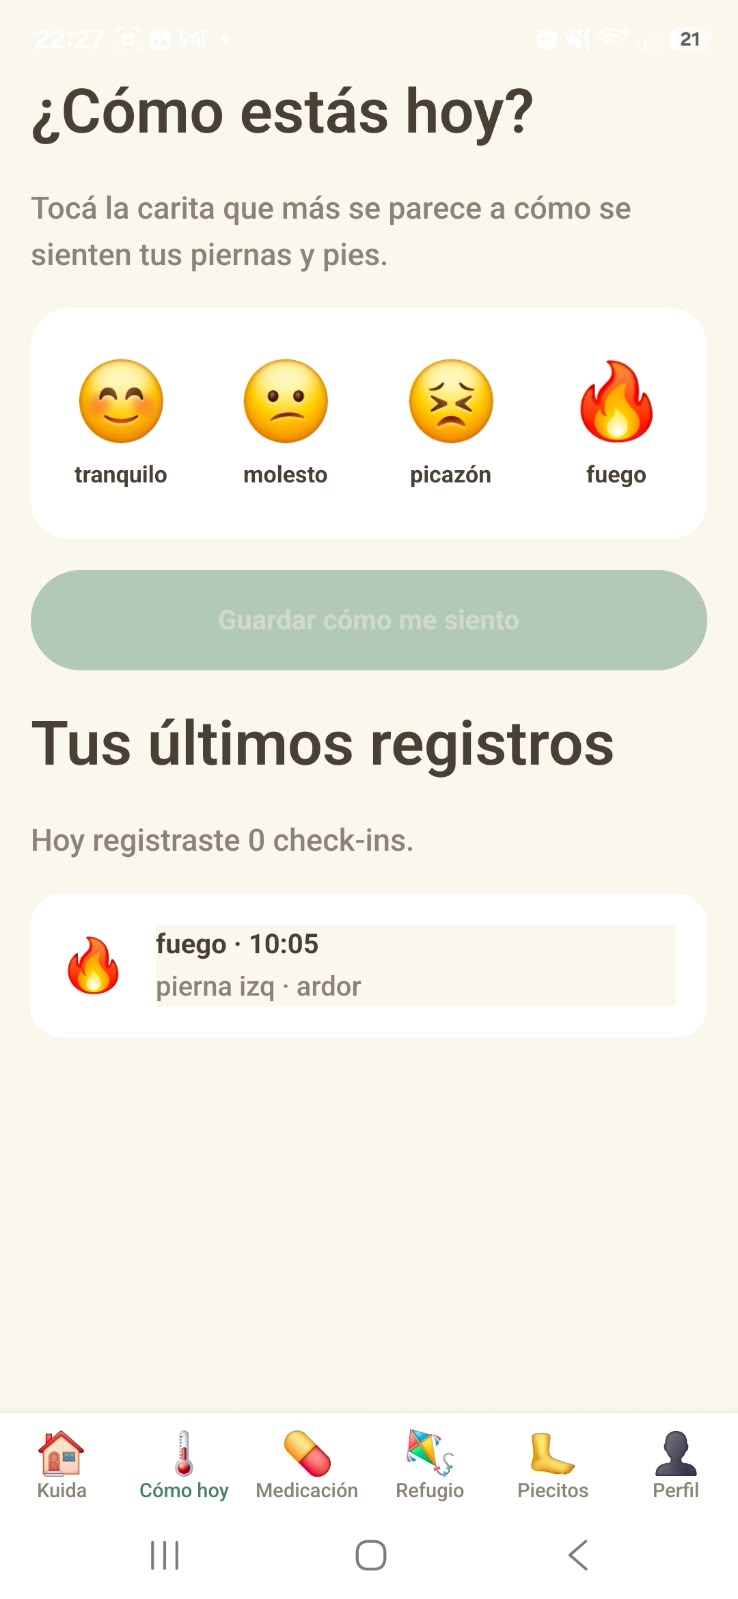 22:27
21
¿Cómo estás hoy?
Tocá la carita que más se parece a cómo se
sienten tus piernas y pies.
tranquilo molesto picazón fuego
Guardar cómo me siento
Tus últimos registros
Hoy registraste 0 check-ins.
fuego · 10:05
pierna izq · ardor
Kuida Cómo hoy Medicación Refugio Piecitos Perfil